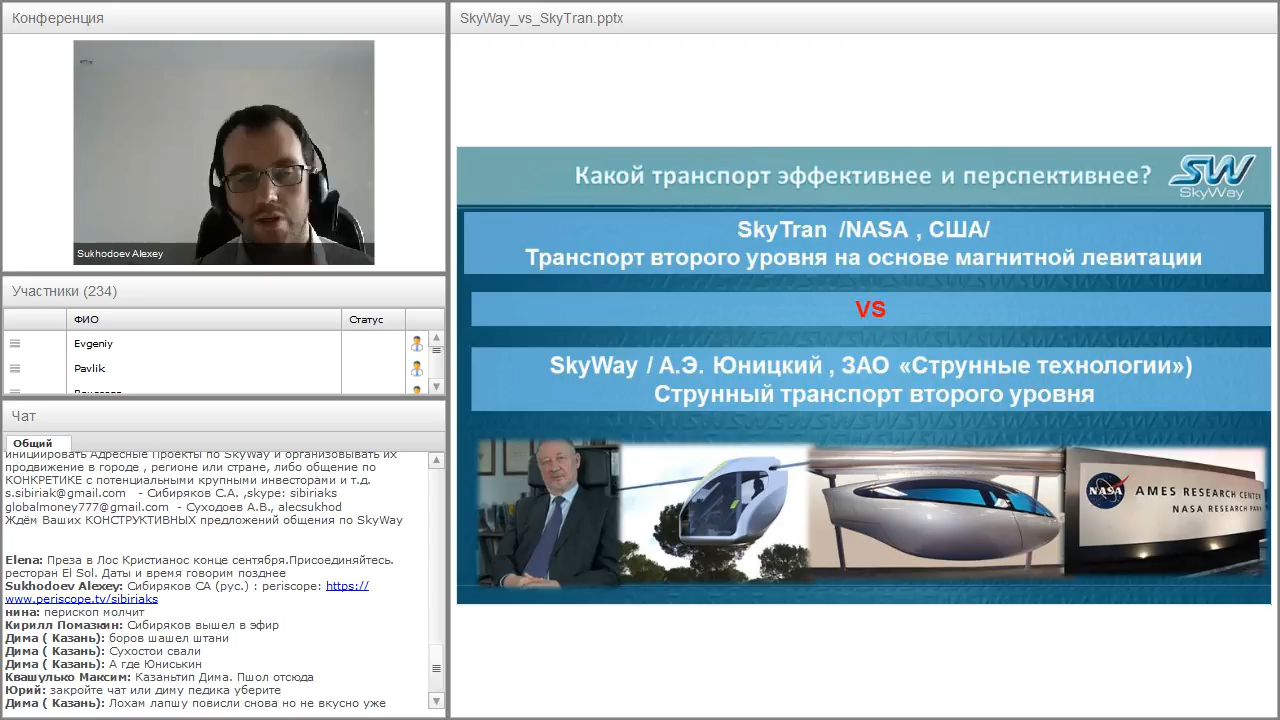 Конференция
Sukhodoev Alexey
Участники (234)
ФИО
Статус
Evgeniy
Pavlik
Чат
Общий
инициировать Адресные Проекты по SkyWay и организовывать их
продвижение в городе , регионе или стране, либо общение по
КОНКРЕТИКЕ с потенциальными крупными инвесторами и т.д
s.sibiriak@gmail.com - Сибиряков С.А. ,skype: sibiriaks
globalmoney777@gmail.com - Суходоев А.В., alecsukhod
Ждём Ваших КОНСТРУКТИВНЫХ предложений общения по SkyWay
Elena: Преза в Лос Кристианос конце сентября.Присоединяйтесь.
ресторан El Sol. Даты и время говорим позднее
Sukhodoev Alexey: Сибиряков СА (рус.) : periscope: https://
www.periscope.tv/sibiriaks
нина: перископ молчит
Кирилл Помазкин: Сибиряков вышел в эфир
Дима ( Казань): боров шашел штани
Дима ( Казань): Сухостои свали
Дима ( Казань): А где Юниськин
Квашулько Максим: Казаньтип Дима. Пшол отсюда
Юрий: закройте чат или диму педика уберите
Дима ( Казань): Лохам лапшу повисли снова но не вкусно уже
SkyWay_vs_SkyTran.pptx
Какой транспорт эффективнее и перспективнее?
SW
SkyWay
SkyTran /NASA , США/
Транспорт второго уровня на основе магнитной левитации
VS
SkyWay / А.Э. Юницкий , ЗАО «Струнные технологии»)
Струнный транспорт второго уровня
NASA
AMES RESEARCH CENTER
NASA RESEARCH PARK